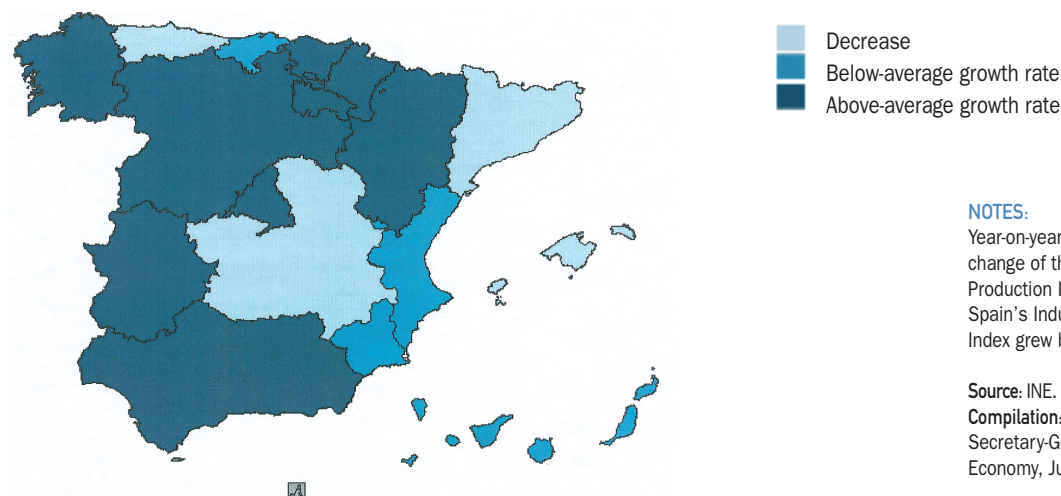 Decrease
Below-average growth rate
Above-average growth rate
NOTES:
Year-on-year
change of th
Production I
Spain's Indu
Index grew b
Source: INE.
Compilation:
Secretary-G
Economy, Ju
A